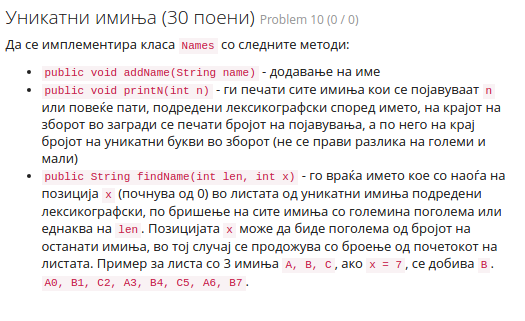 Уникатни имиња (30 поени) Problem 10 (0 / 0)
Да се имплементира класа Names со следните методи:
• public void addName(String name) - додавање на име
• public void printN(int n) - ги печати сите имиња кои се појавуваат n
или повеќе пати, подредени лексикографски според името, на крајот на
зборот во загради се печати бројот на појавувања, а по него на крај
бројот на уникатни букви во зборот (не се прави разлика на големи и
мали)
• public String findName(int len, int x) - го враќа името кое со наоѓа на
позиција x (почнува од 0) во листата од уникатни имиња подредени
лексикографски, по бришење на сите имиња со големина поголема или
еднаква на len. Позицијата x може да биде поголема од бројот на
останати имиња, во тој случај се продожува со броење од почетокот на
листата. Пример за листа со 3 имиња A, B, C, ако x = 7, се добива B.
A0, B1, C2, A3, B4, C5, A6, B7.